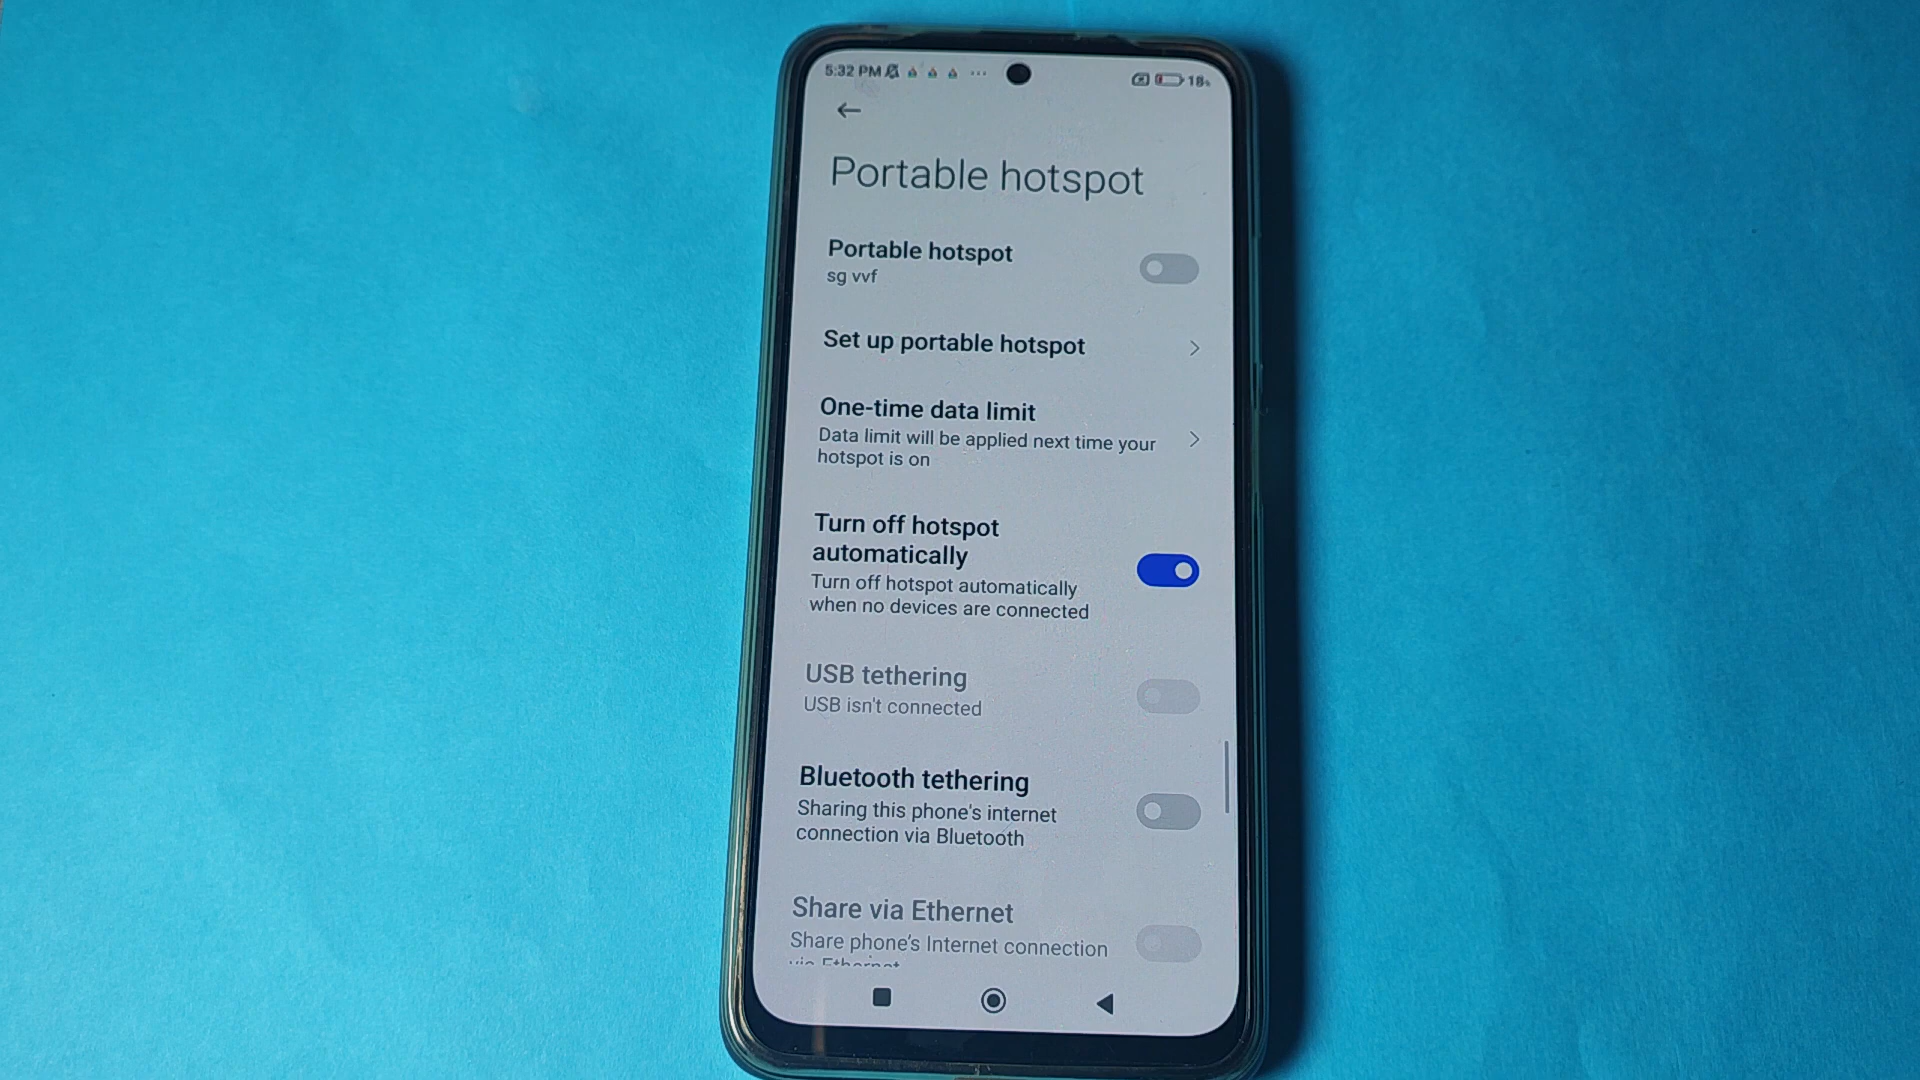 5:32 PM
18%
Portable hotspot
Portable hotspot
sg vvf
Set up portable hotspot
One-time data limit
Data limit will be applied next time your
hotspot is on
Turn off hotspot
automatically
Turn off hotspot automatically
when no devices are connected
USB tethering
USB isn't connected
Bluetooth tethering
Sharing this phone's internet
connection via Bluetooth
Share via Ethernet
Share phone's Internet connection
via Ethernet